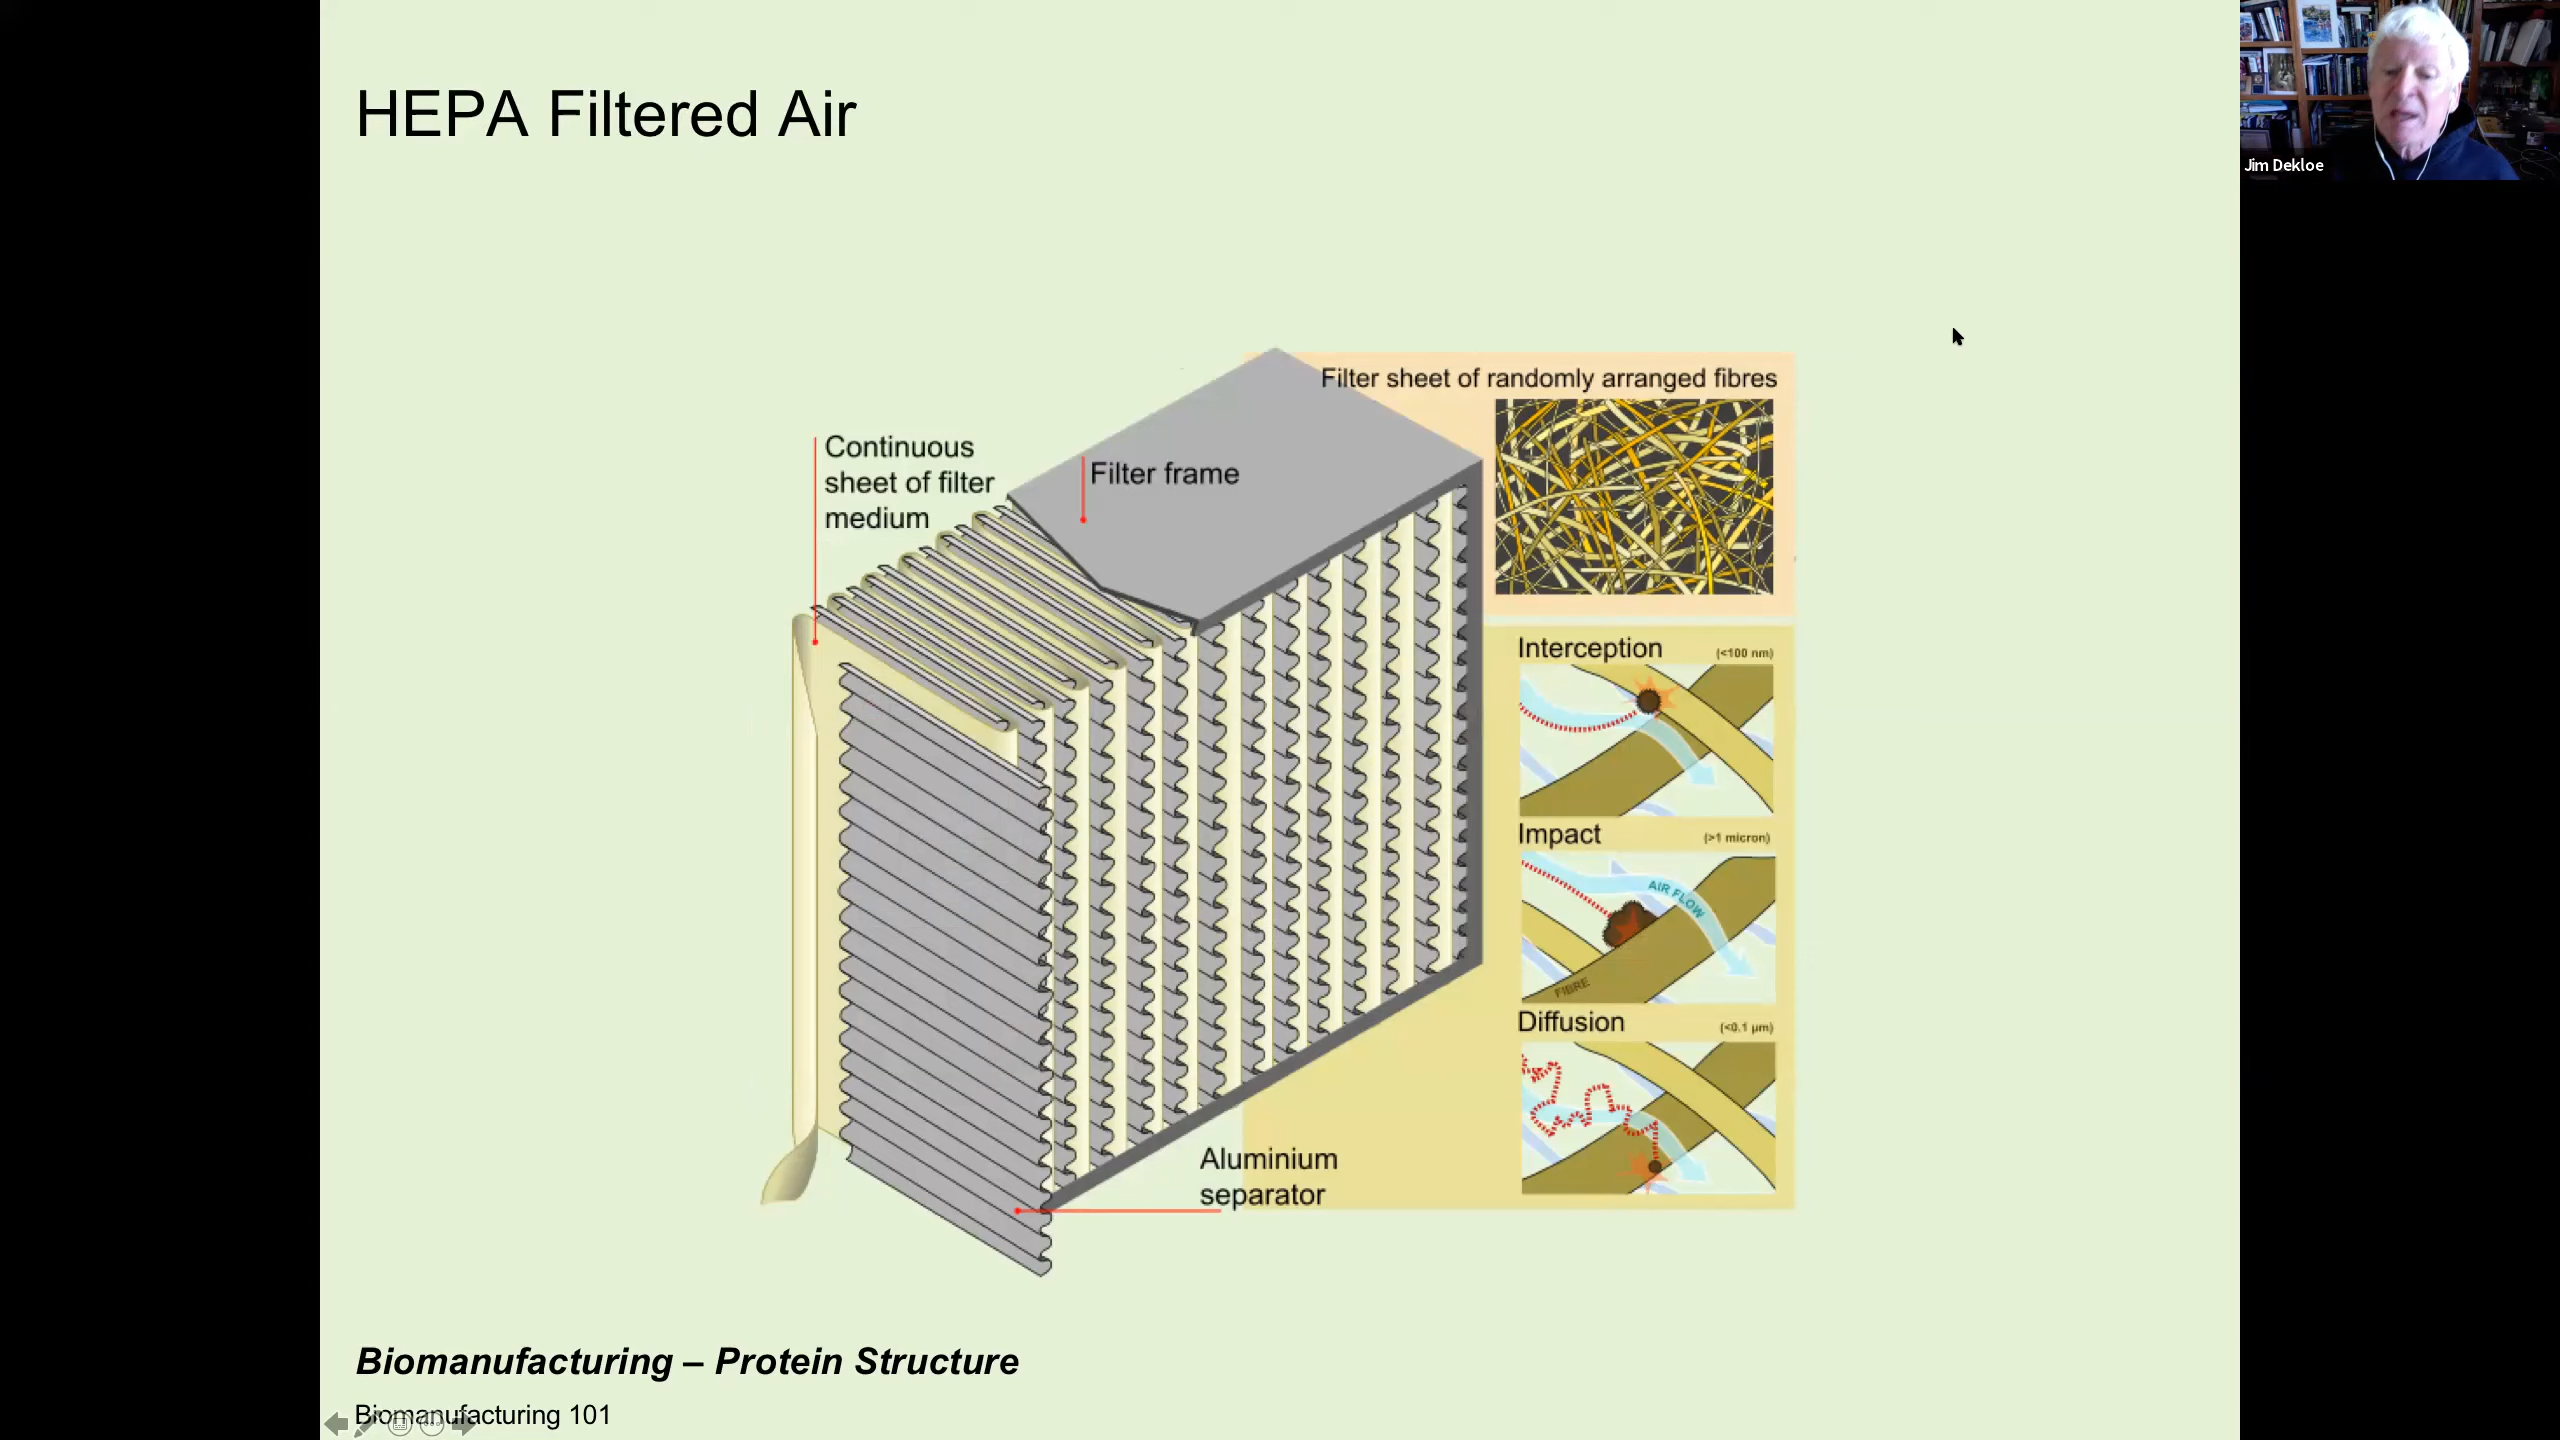 HEPA Filtered Air
Jim Dekloe
Filter sheet of randomly arranged fibres
Continuous
sheet of filter
medium
Filter frame
Interception (<100 nm)
Impact (>1 micron)
AIR FLOW
FIBRE
Diffusion (<0.1 µm)
Aluminium
separator
Biomanufacturing – Protein Structure
Biomanufacturing 101